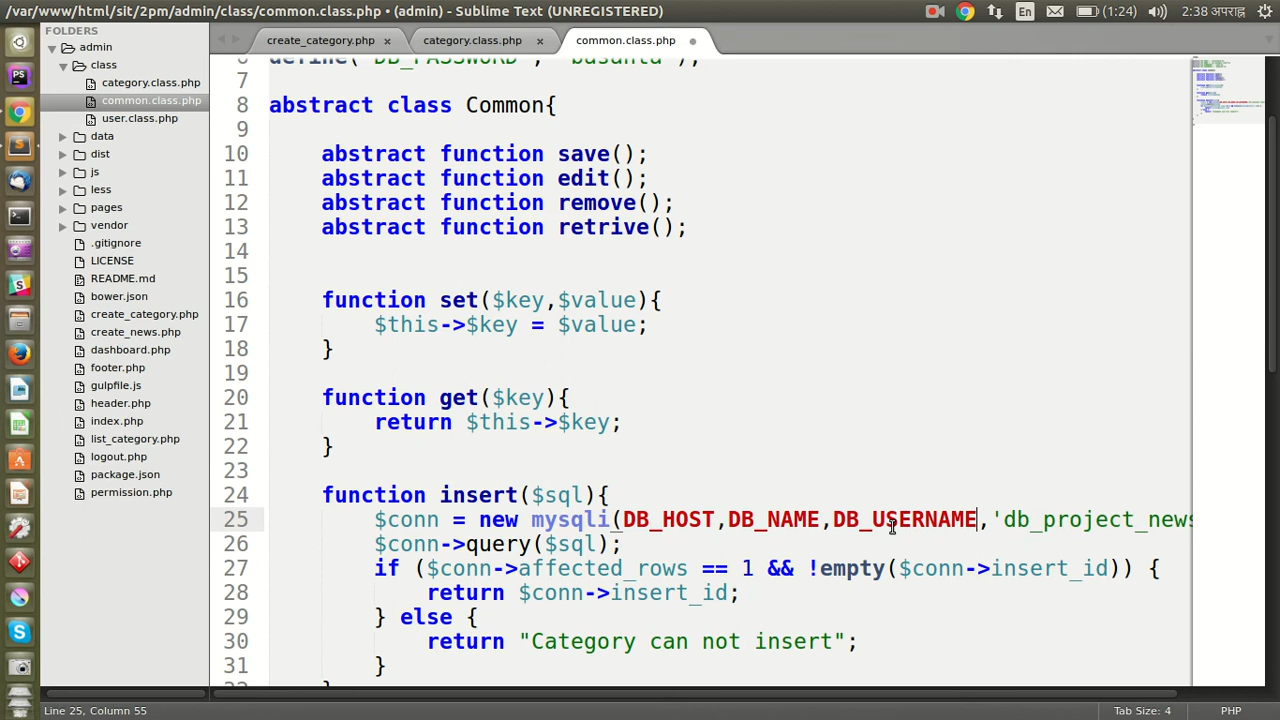 /var/www/html/sit/2pm/admin/class/common.class.php • (admin) - Sublime Text (UNREGISTERED)
En
(1:24)
2:38 अपराह्न
FOLDERS
admin
class
category.class.php
common.class.php
user.class.php
data
dist
js
less
pages
vendor
.gitignore
LICENSE
README.md
bower.json
create_category.php
create_news.php
dashboard.php
footer.php
gulpfile.js
header.php
index.php
list_category.php
logout.php
package.json
permission.php
create_category.php ×
category.class.php ×
common.class.php
6 define("DB_PASSWORD", "basanta");
7
8 abstract class Common{
9
10 abstract function save();
11 abstract function edit();
12 abstract function remove();
13 abstract function retrive();
14
15
16 function set($key,$value){
17 $this->$key = $value;
18 }
19
20 function get($key){
21 return $this->$key;
22 }
23
24 function insert($sql){
25 $conn = new mysqli(DB_HOST,DB_NAME,DB_USERNAME,'db_project_news
26 $conn->query($sql);
27 if ($conn->affected_rows == 1 && !empty($conn->insert_id)) {
28 return $conn->insert_id;
29 } else {
30 return "Category can not insert";
31 }
Line 25, Column 55
Tab Size: 4
PHP